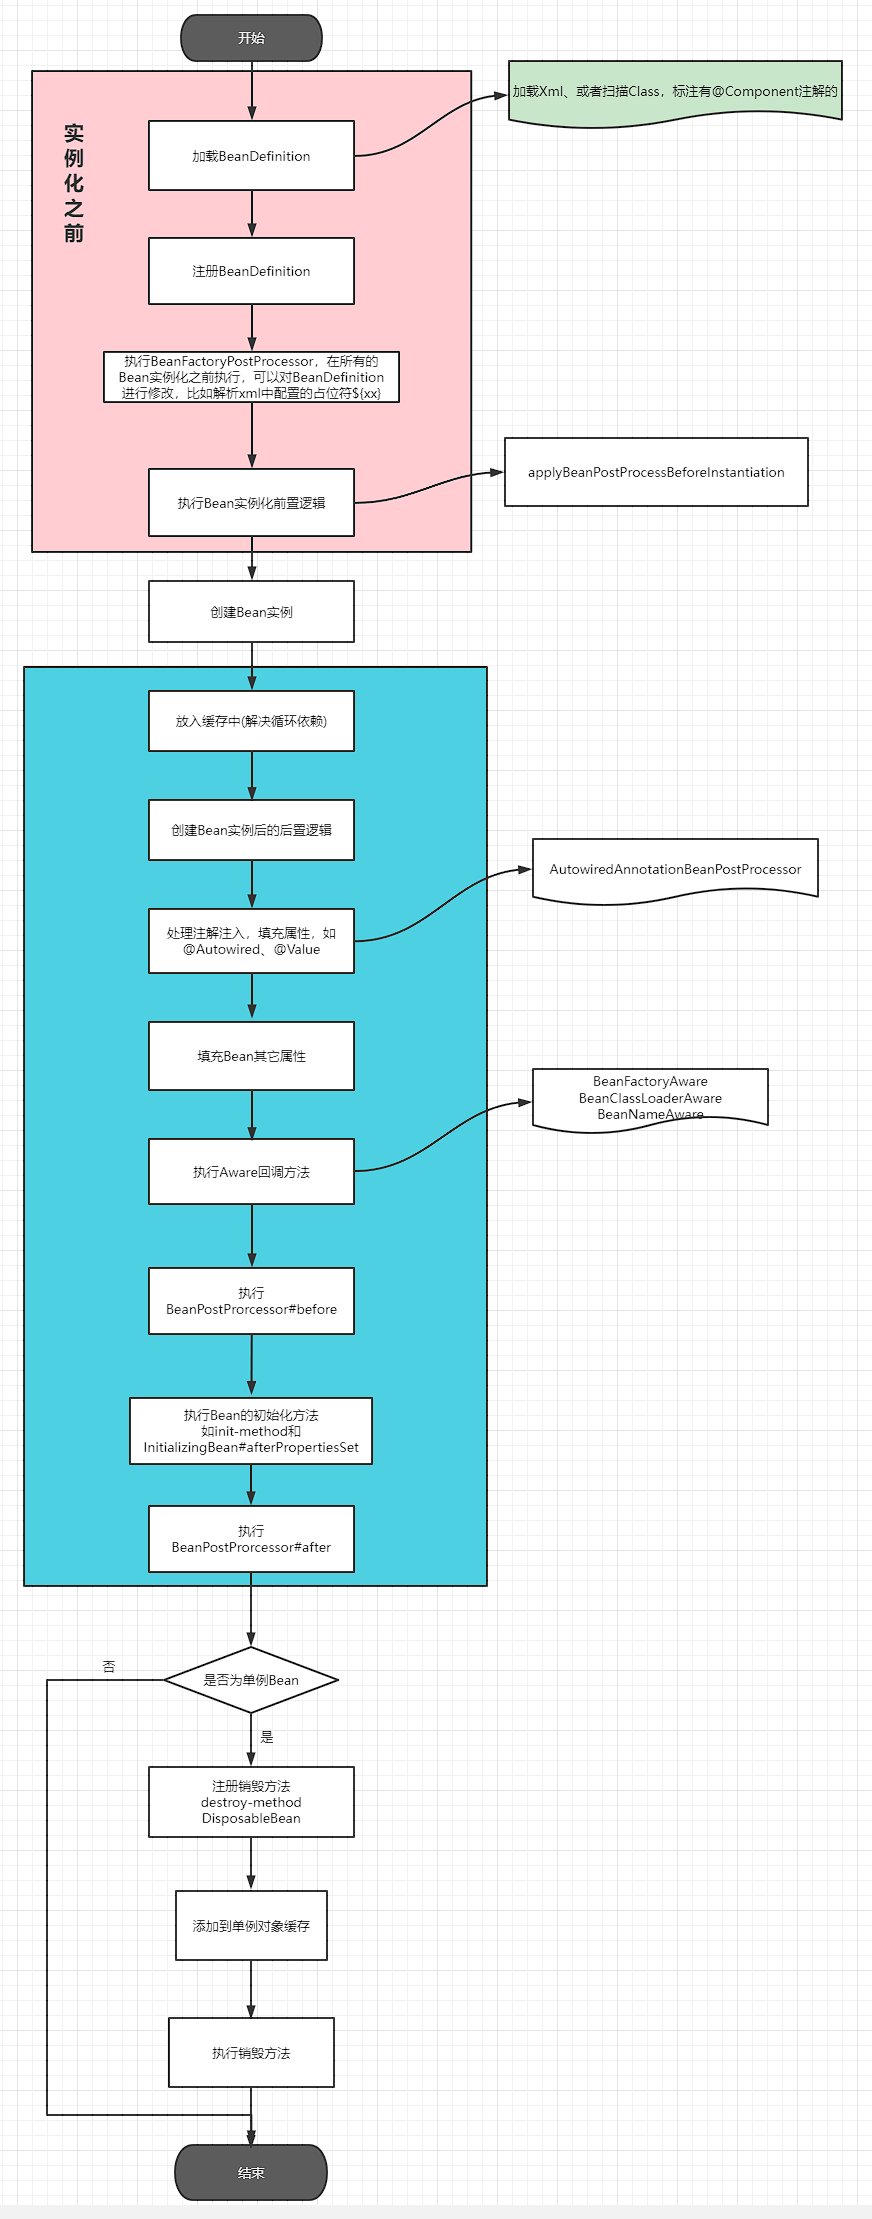 开始
加载Xml、或者扫描Class，标注有@Component注解的
实
例
化
之
前
加载BeanDefinition
注册BeanDefinition
执行BeanFactoryPostProcessor，在所有的
Bean实例化之前执行，可以对BeanDefinition
进行修改，比如解析xml中配置的占位符${xx}
applyBeanPostProcessBeforeInstantiation
执行Bean实例化前置逻辑
创建Bean实例
放入缓存中(解决循环依赖)
创建Bean实例后的后置逻辑
AutowiredAnnotationBeanPostProcessor
处理注解注入，填充属性，如
@Autowired、@Value
填充Bean其它属性
BeanFactoryAware
BeanClassLoaderAware
BeanNameAware
执行Aware回调方法
执行
BeanPostProrcessor#before
执行Bean的初始化方法
如init-method和
InitializingBean#afterPropertiesSet
执行
BeanPostProrcessor#after
否
是否为单例Bean
是
注册销毁方法
destroy-method
DisposableBean
添加到单例对象缓存
执行销毁方法
结束